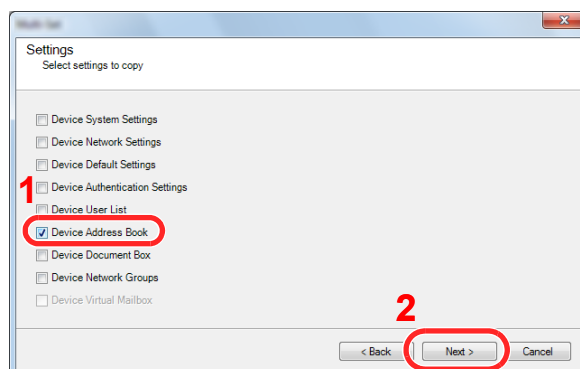 Settings
Select settings to copy
Device System Settings
Device Network Settings
Device Default Settings
Device Authentication Settings
1
Device User List
Device Address Book
Device Document Box
Device Network Groups
Device Virtual Mailbox
2
< Back
Next >
Cancel